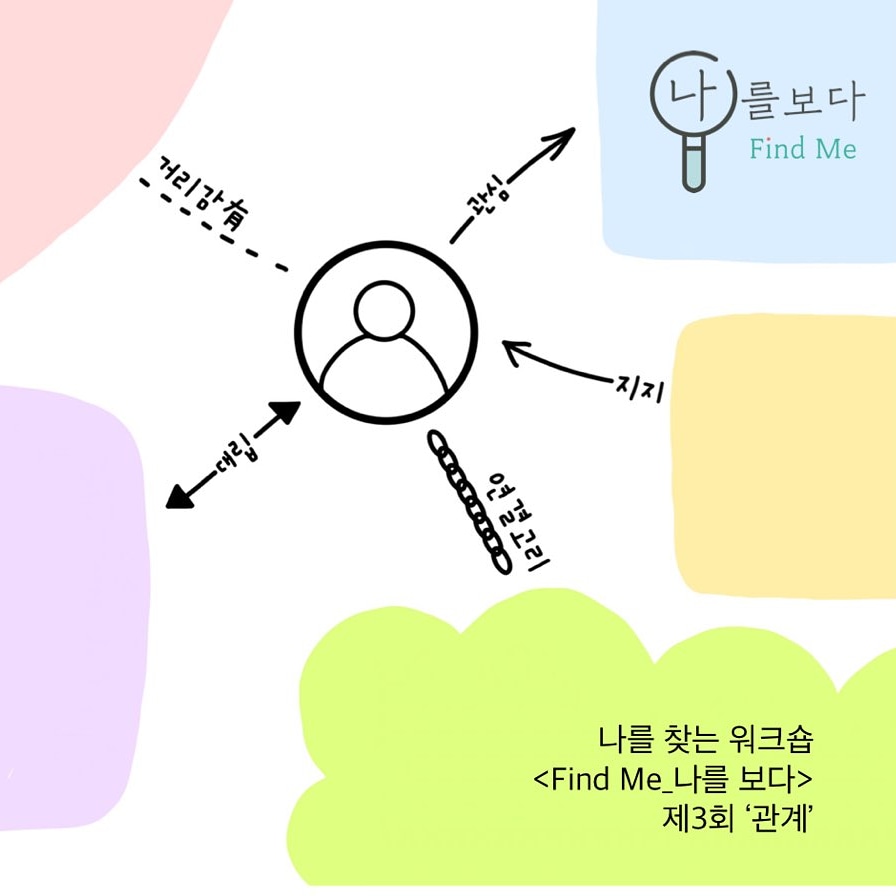 나를보다
Find Me
거리감有
관심
지지
대립
연결고리
나를 찾는 워크숍
<Find Me_나를 보다>
제3회 ‘관계’